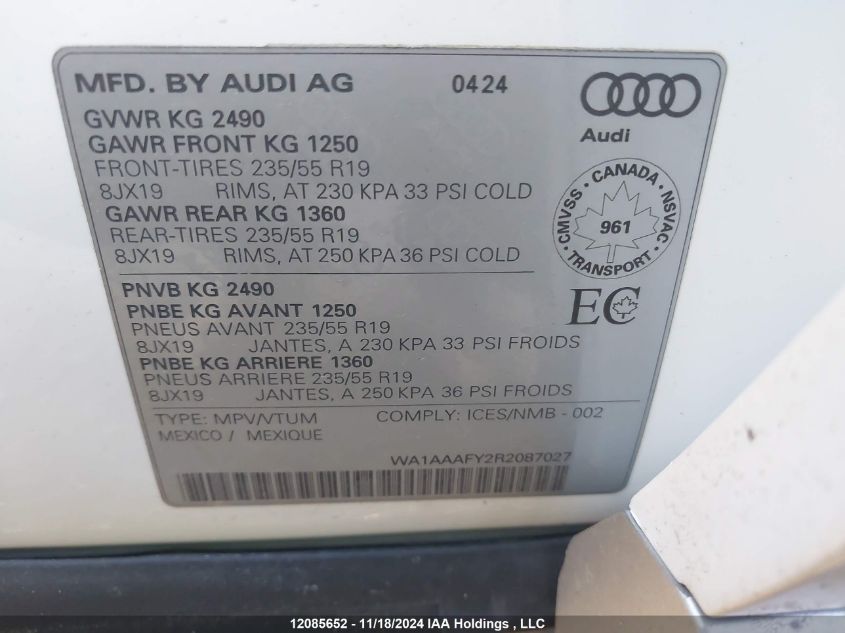 MFD. BY AUDI AG 0424
Audi
GVWR KG 2490
GAWR FRONT KG 1250
FRONT-TIRES 235/55 R19
8JX19 RIMS, AT 230 KPA 33 PSI COLD
GAWR REAR KG 1360
REAR-TIRES 235/55 R19
8JX19 RIMS, AT 250 KPA 36 PSI COLD
CMVSS · CANADA · NSVAC
961
· TRANSPORT ·
PNVB KG 2490
PNBE KG AVANT 1250
PNEUS AVANT 235/55 R19
8JX19 JANTES, A 230 KPA 33 PSI FROIDS
PNBE KG ARRIERE 1360
PNEUS ARRIERE 235/55 R19
8JX19 JANTES, A 250 KPA 36 PSI FROIDS
EC
TYPE: MPV/VTUM COMPLY: ICES/NMB - 002
MEXICO / MEXIQUE
WA1AAAFY2R2087027
12085652 - 11/18/2024 IAA Holdings , LLC